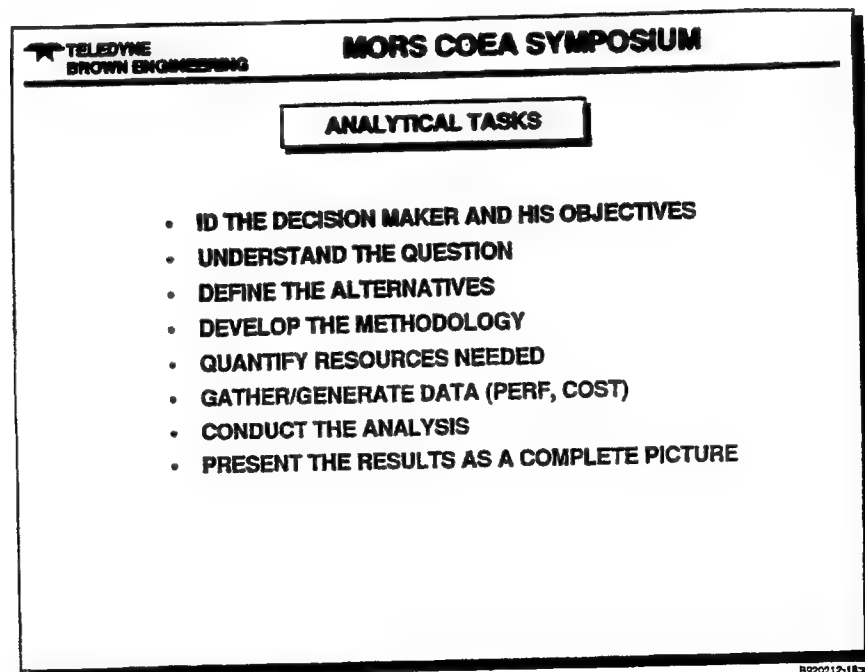 TELEDYNE
BROWN ENGINEERING
MORS COEA SYMPOSIUM
ANALYTICAL TASKS
• ID THE DECISION MAKER AND HIS OBJECTIVES
• UNDERSTAND THE QUESTION
• DEFINE THE ALTERNATIVES
• DEVELOP THE METHODOLOGY
• QUANTIFY RESOURCES NEEDED
• GATHER/GENERATE DATA (PERF, COST)
• CONDUCT THE ANALYSIS
• PRESENT THE RESULTS AS A COMPLETE PICTURE